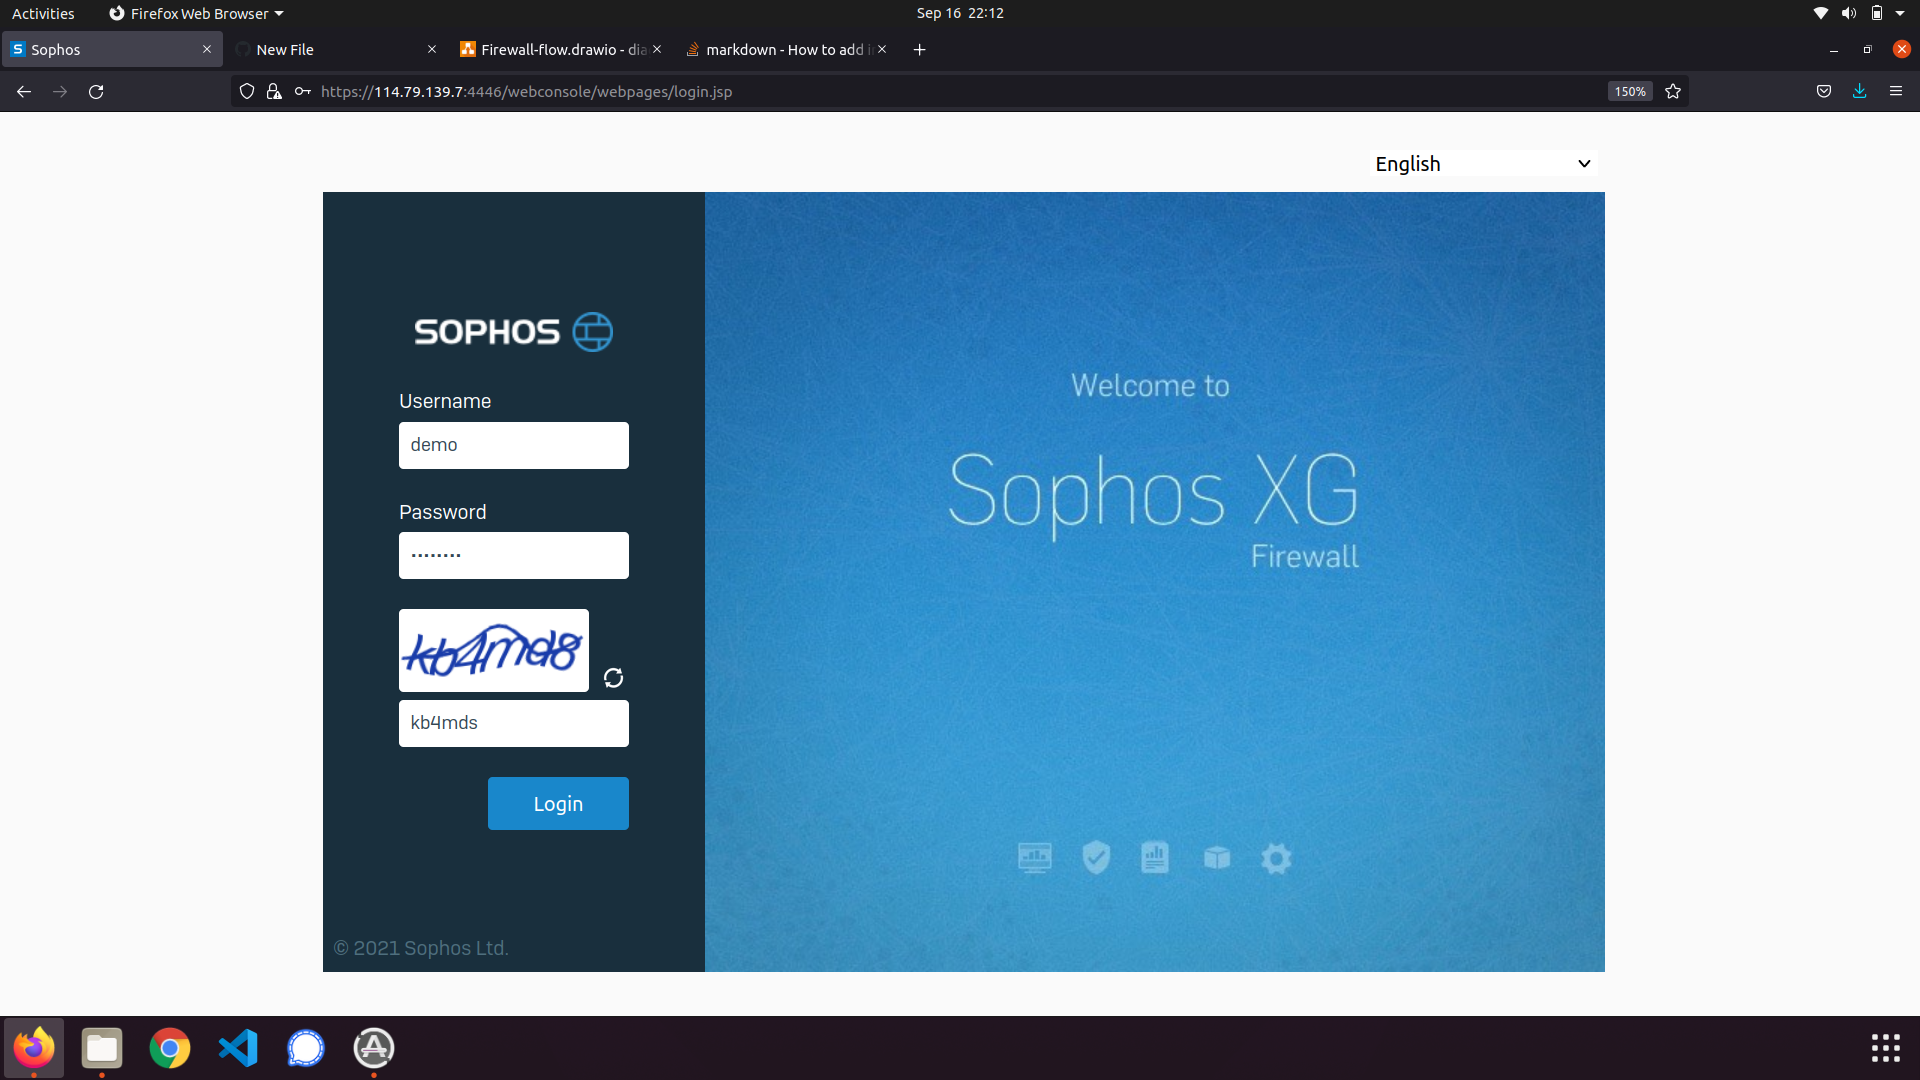 Activities
Firefox Web Browser
Sep 16 22:12
Sophos
New File
Firewall-flow.drawio - dia
markdown - How to add i
https://114.79.139.7:4446/webconsole/webpages/login.jsp
150%
English
SOPHOS
Username
demo
Password
kb4md8
kb4mds
Login
© 2021 Sophos Ltd.
Welcome to
Sophos XG
Firewall